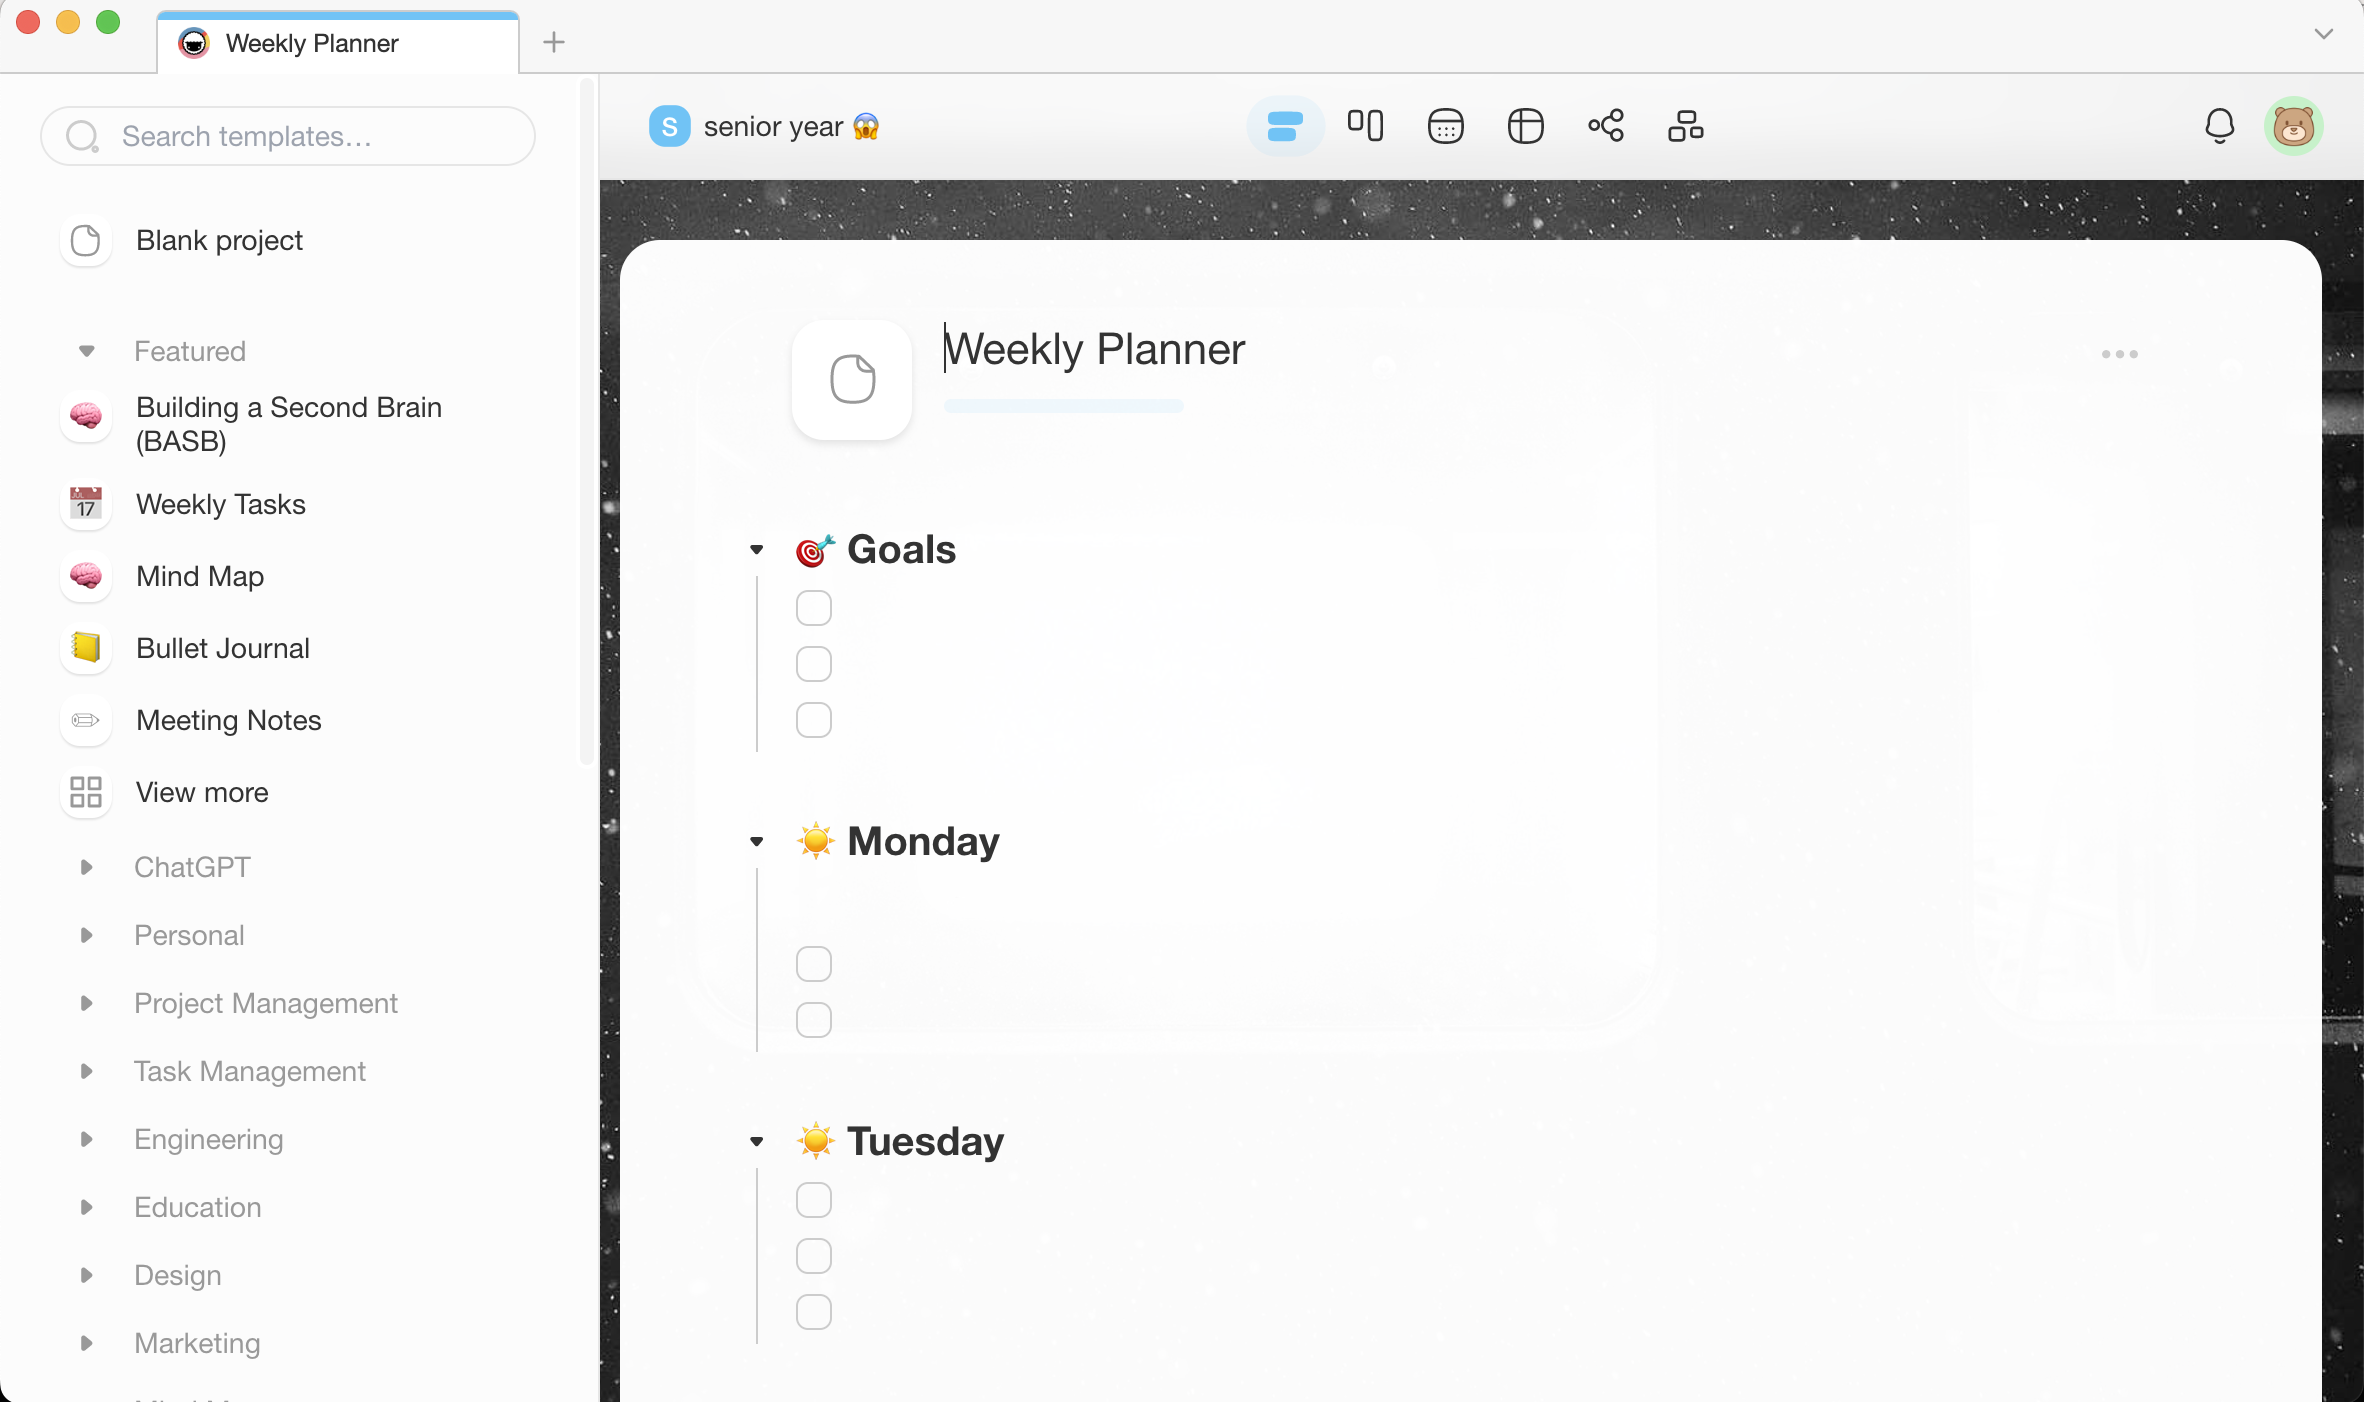 Weekly Planner
Search templates...
Blank project
Featured
Building a Second Brain
(BASB)
JUL
17
Weekly Tasks
Mind Map
Bullet Journal
Meeting Notes
View more
ChatGPT
Personal
Project Management
Task Management
Engineering
Education
Design
Marketing
S senior year 😱
Weekly Planner
🎯 Goals
☀️ Monday
☀️ Tuesday